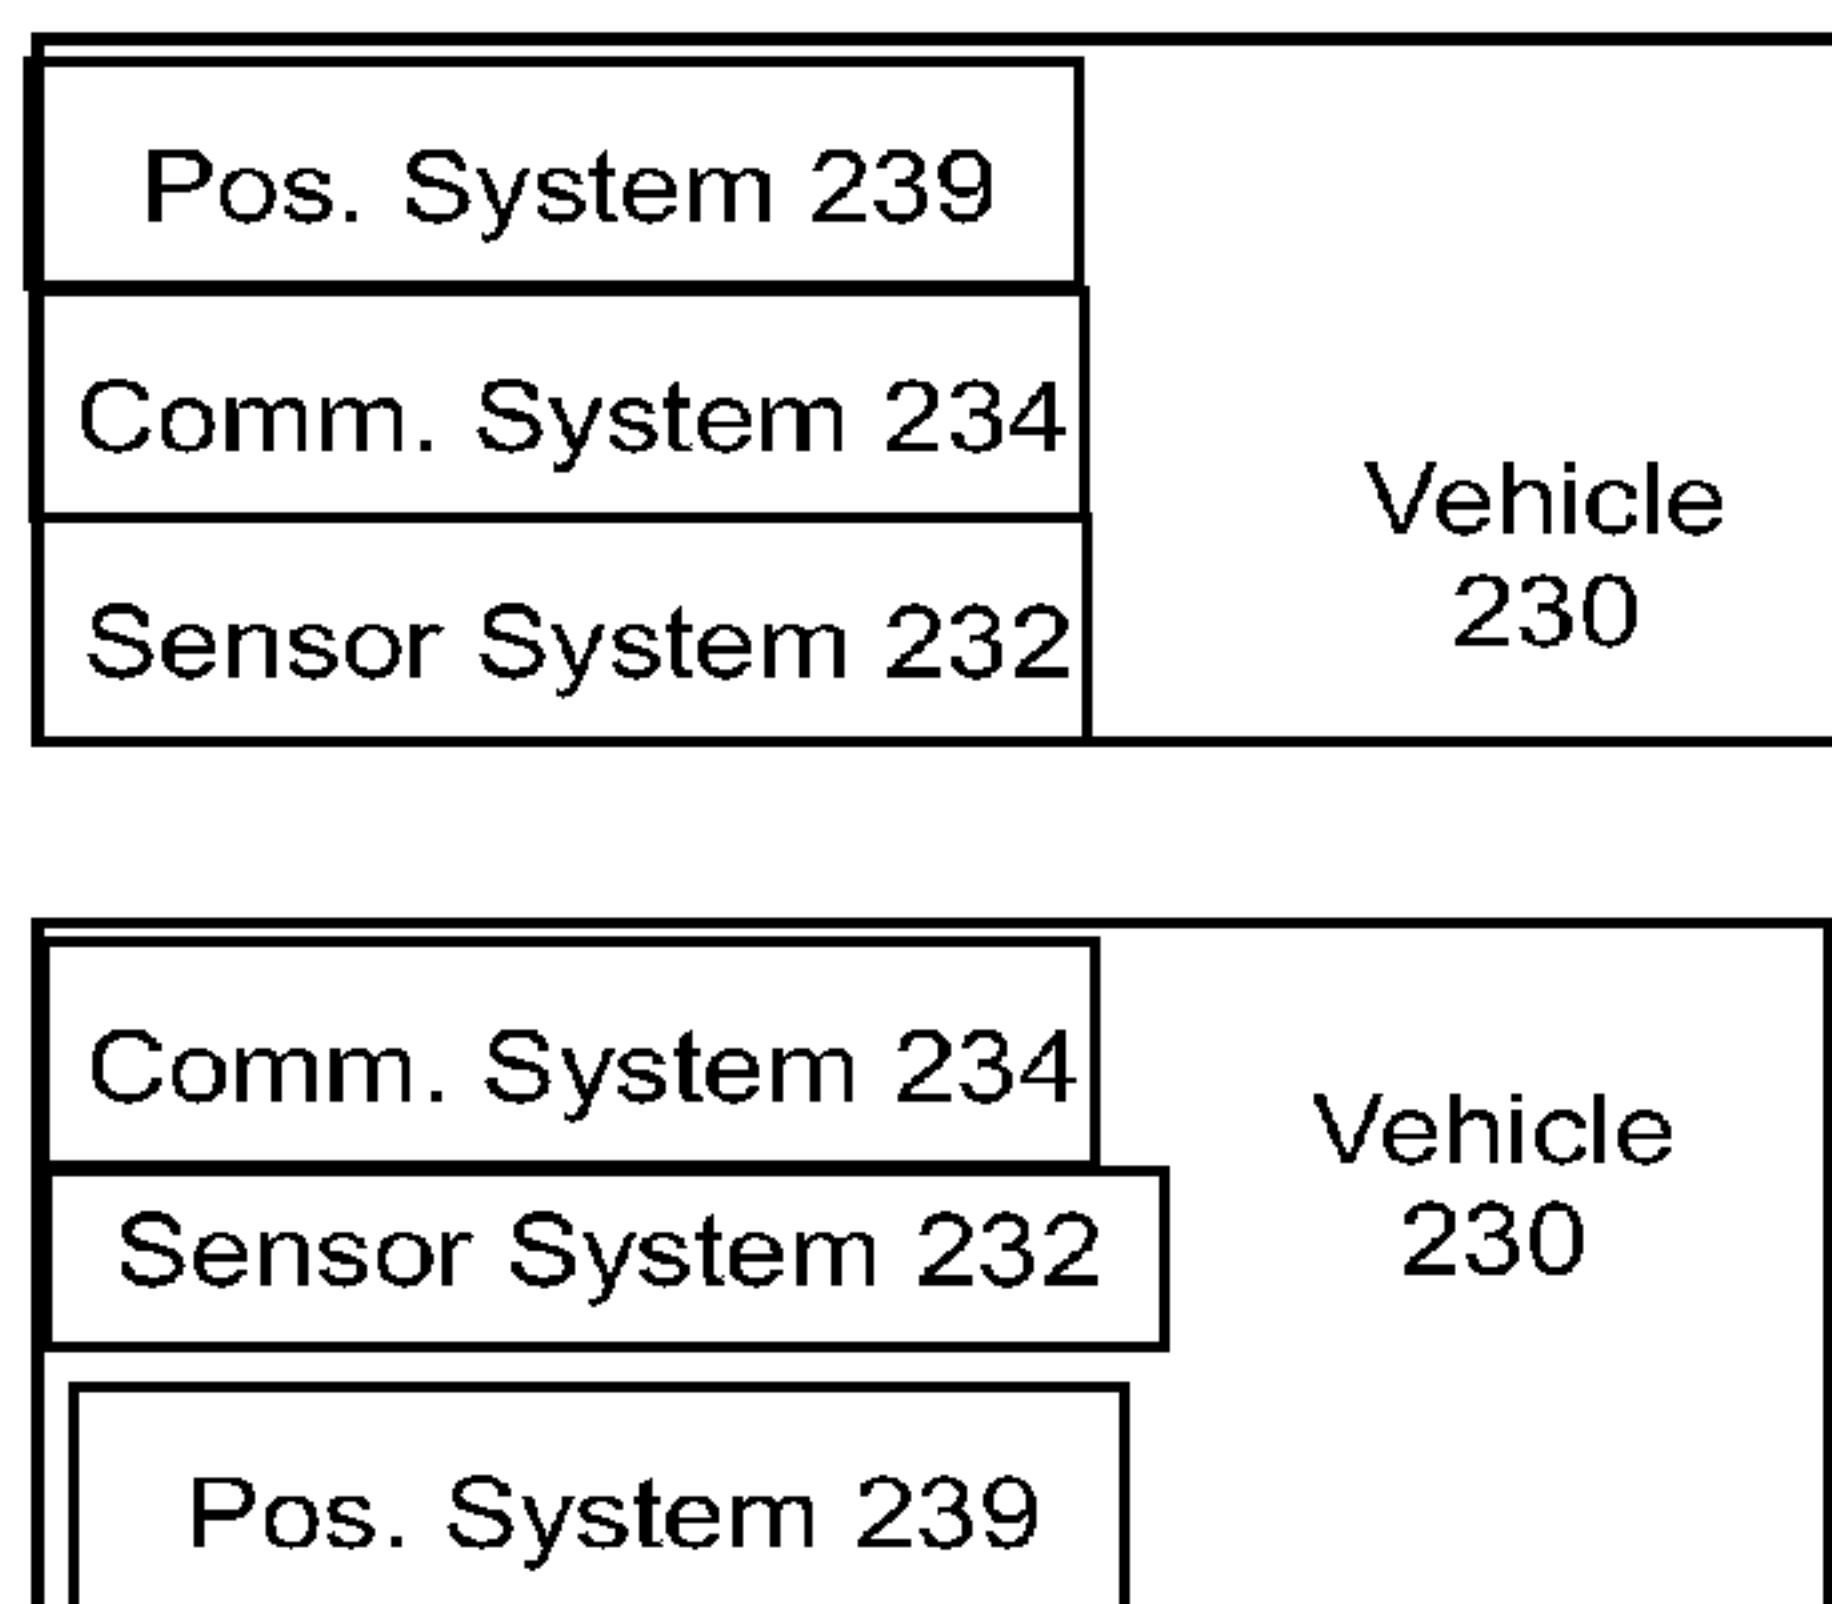 Pos. System 239
Comm. System 234
Sensor System 232
Vehicle
230
Comm. System 234
Sensor System 232
Pos. System 239
Vehicle
230